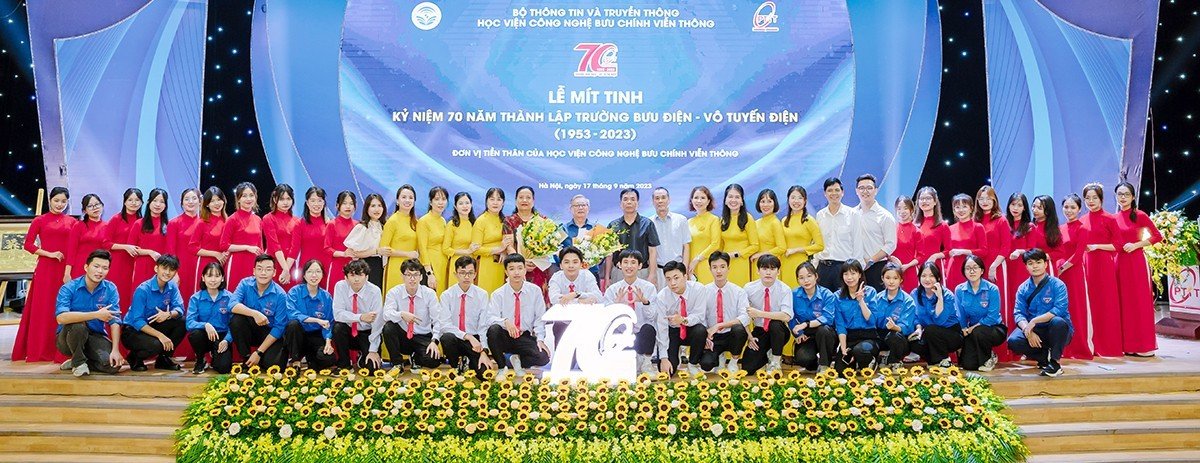 BỘ THÔNG TIN VÀ TRUYỀN THÔNG
HỌC VIỆN CÔNG NGHỆ BƯU CHÍNH VIỄN THÔNG
PTIT
70
LỄ MÍT TINH
KỶ NIỆM 70 NĂM THÀNH LẬP TRƯỜNG BƯU ĐIỆN - VÔ TUYẾN ĐIỆN
(1953-2023)
ĐƠN VỊ TIỀN THÂN CỦA HỌC VIỆN CÔNG NGHỆ BƯU CHÍNH VIỄN THÔNG
Hà Nội, ngày 17 tháng 9 năm 2023
70